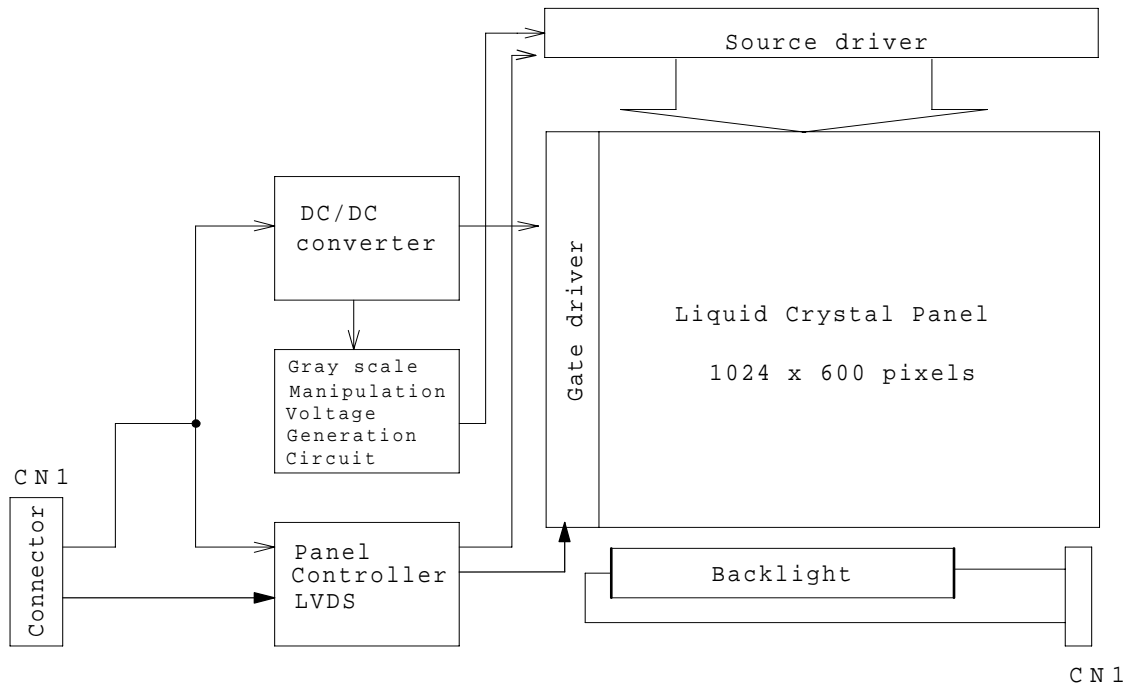 Source driver
DC/DC
converter
Gate driver
Liquid Crystal Panel
1024 x 600 pixels
Gray scale
Manipulation
Voltage
Generation
Circuit
CN1
Connector
Panel
Controller
LVDS
Backlight
CN1